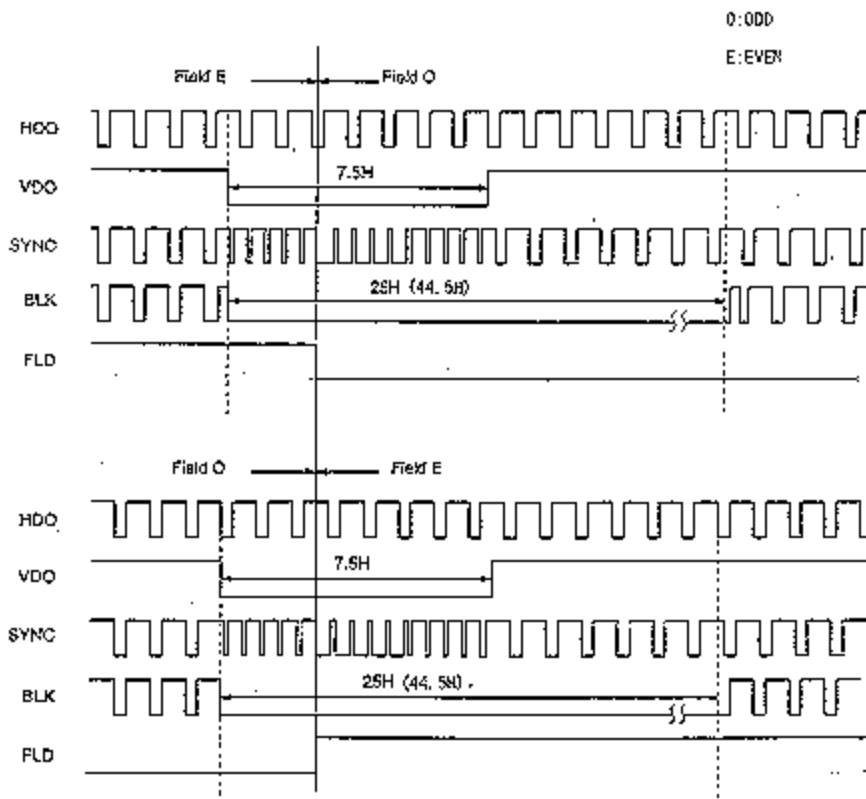 O:ODD
E:EVEN
Field E
Field O
HDO
VDO
7.5H
SYNC
BLK
25H (44.5H)
FLD
Field O
Field E
HDO
VDO
7.5H
SYNC
BLK
25H (44.5H)
FLD